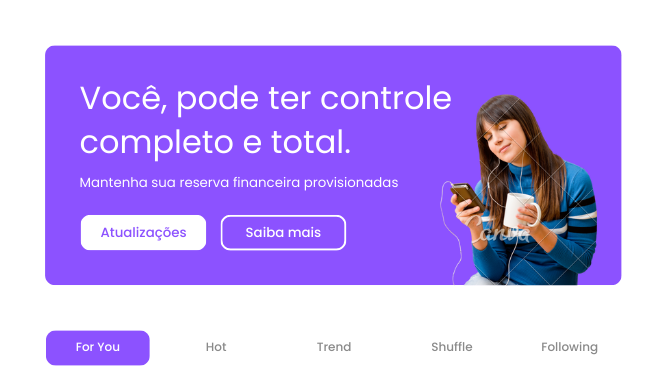 Você, pode ter controle
completo e total.
Mantenha sua reserva financeira provisionadas
Atualizações
Saiba mais
Canva
For You
Hot
Trend
Shuffle
Following